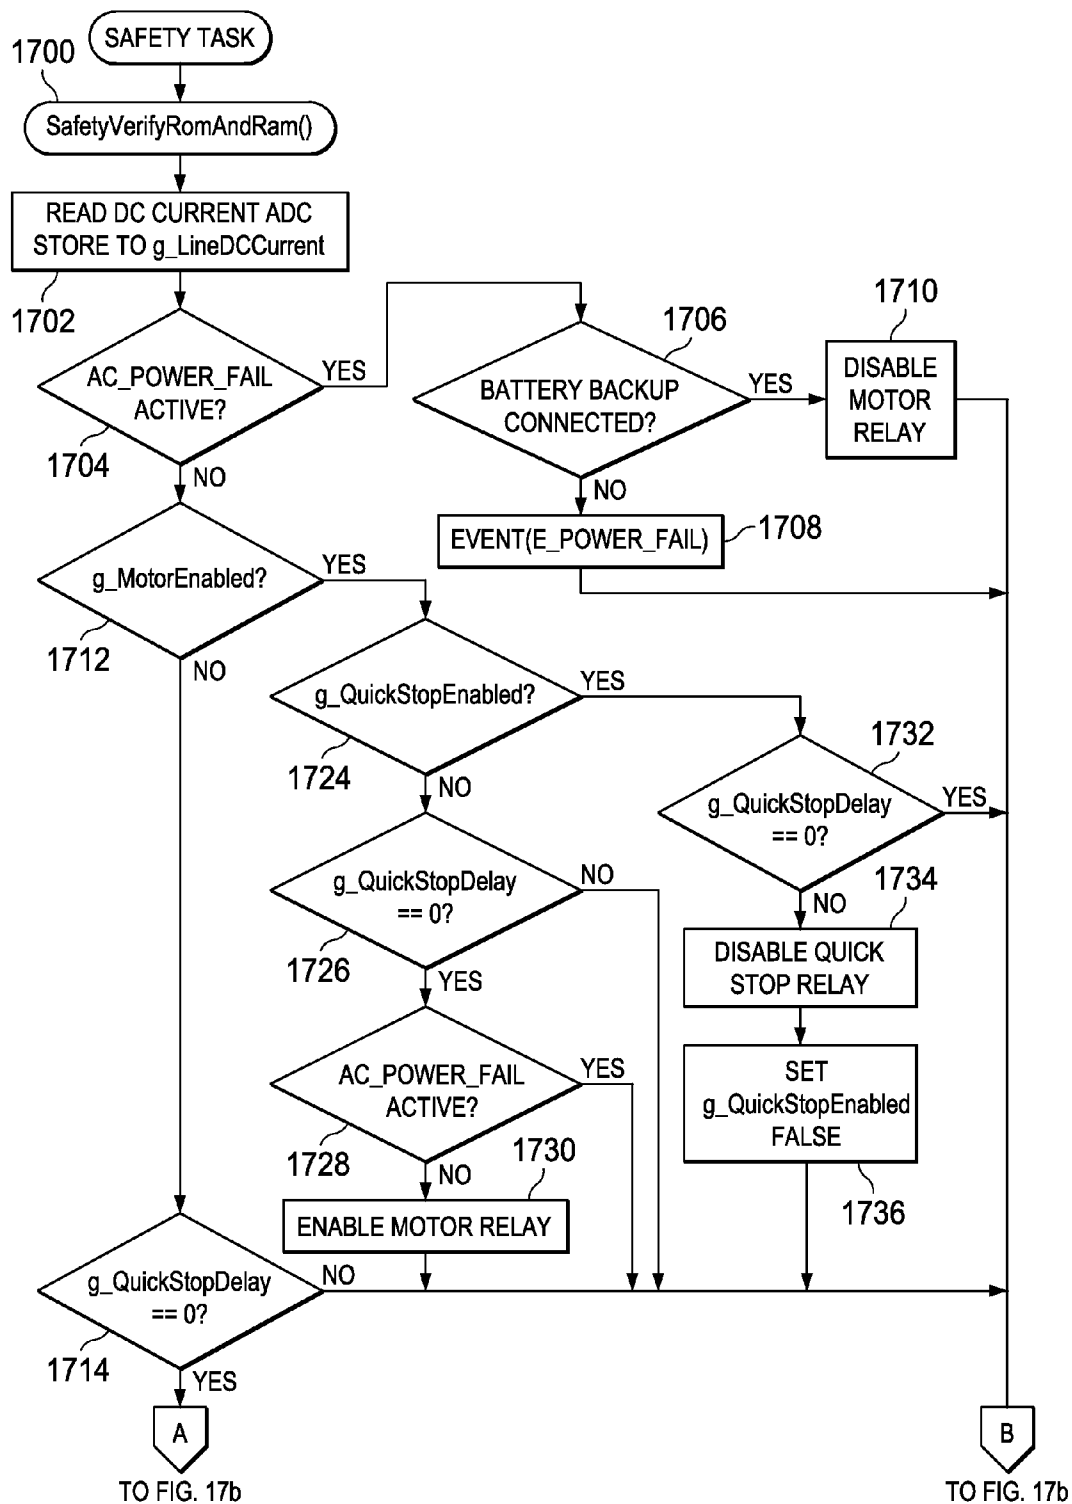 SAFETY TASK
1700
SafetyVerifyRomAndRam()
READ DC CURRENT ADC
STORE TO g_LineDCCurrent
1702
AC_POWER_FAIL
ACTIVE?
YES
1704
NO
1706
BATTERY BACKUP
CONNECTED?
YES
NO
1710
DISABLE
MOTOR
RELAY
EVENT(E_POWER_FAIL)
1708
g_MotorEnabled?
YES
1712
NO
g_QuickStopEnabled?
YES
1724
NO
1732
g_QuickStopDelay
== 0?
YES
NO
g_QuickStopDelay
== 0?
NO
1726
YES
1734
DISABLE QUICK
STOP RELAY
AC_POWER_FAIL
ACTIVE?
YES
1728
NO
SET
g_QuickStopEnabled
FALSE
1736
1730
ENABLE MOTOR RELAY
g_QuickStopDelay
== 0?
NO
1714
YES
A
TO FIG. 17b
B
TO FIG. 17b